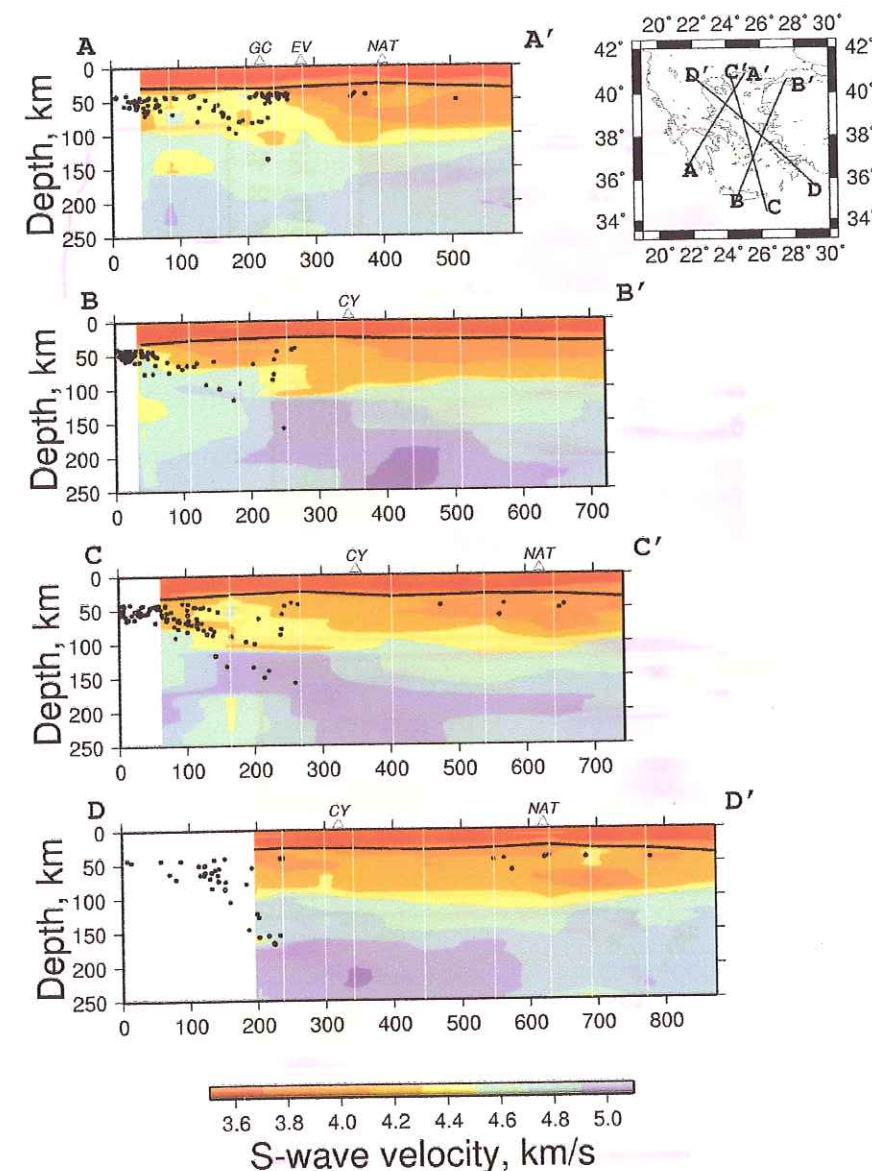 A GC EV NAT A′
0
50
100
150
200
250
Depth, km
0 100 200 300 400 500
20° 22° 24° 26° 28° 30°
42° 42°
40° 40°
38° 38°
36° 36°
34° 34°
D′ C′ A′ B′
A B C D
20° 22° 24° 26° 28° 30°
B CY B′
0
50
100
150
200
250
Depth, km
0 100 200 300 400 500 600 700
C CY NAT C′
0
50
100
150
200
250
Depth, km
0 100 200 300 400 500 600 700
D CY NAT D′
0
50
100
150
200
250
Depth, km
0 100 200 300 400 500 600 700 800
3.6 3.8 4.0 4.2 4.4 4.6 4.8 5.0
S-wave velocity, km/s